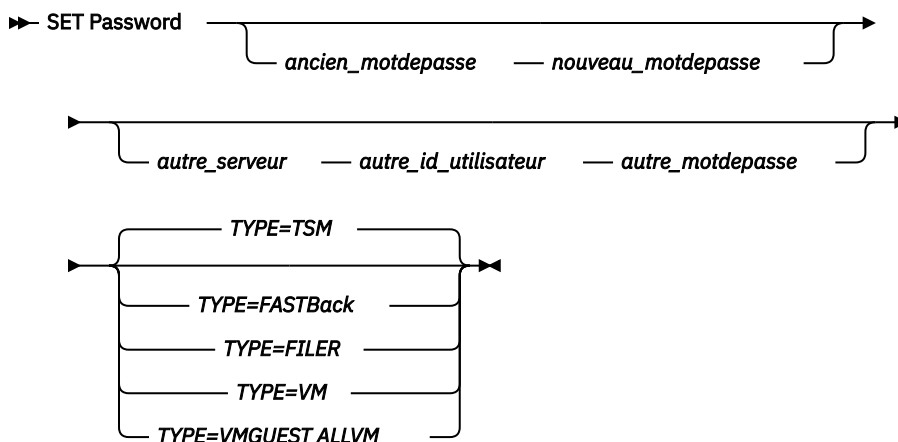 SET Password
ancien_motdepasse nouveau_motdepasse
autre_serveur autre_id_utilisateur autre_motdepasse
TYPE=TSM
TYPE=FASTBack
TYPE=FILER
TYPE=VM
TYPE=VMGUEST ALLVM